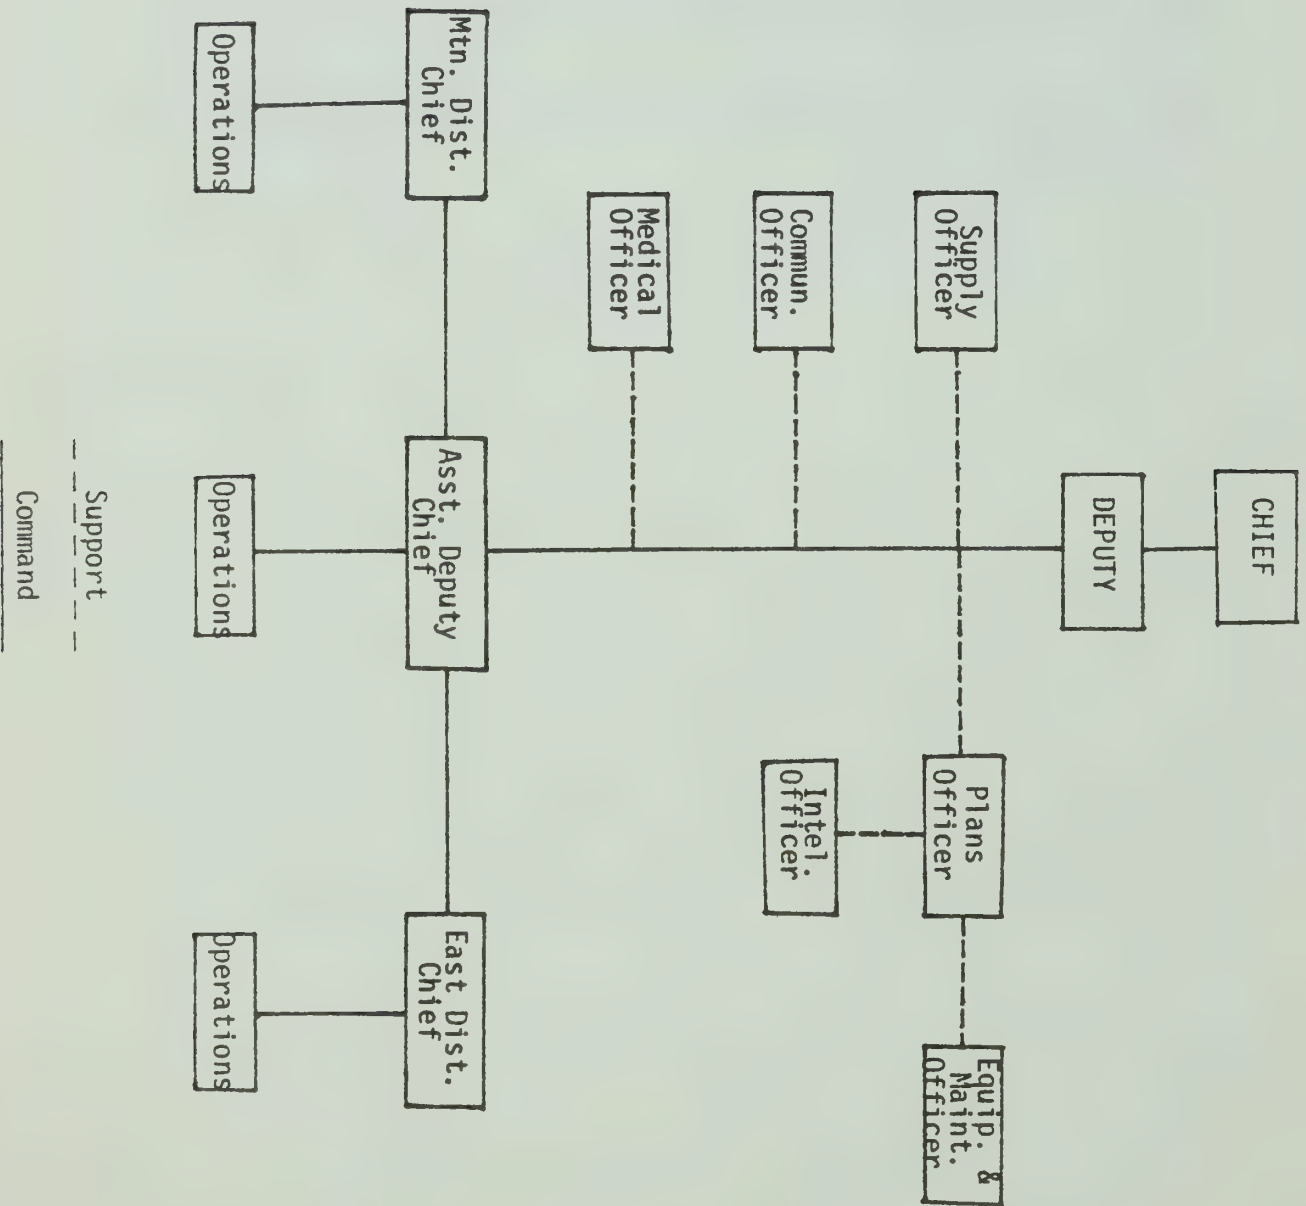 CHIEF
DEPUTY
Supply
Officer
Plans
Officer
Equip. &
Maint.
Officer
Commun.
Officer
Intel.
Officer
Medical
Officer
Mtn. Dist.
Chief
Asst. Deputy
Chief
East Dist.
Chief
Operations
Operations
Operations
Support
Command